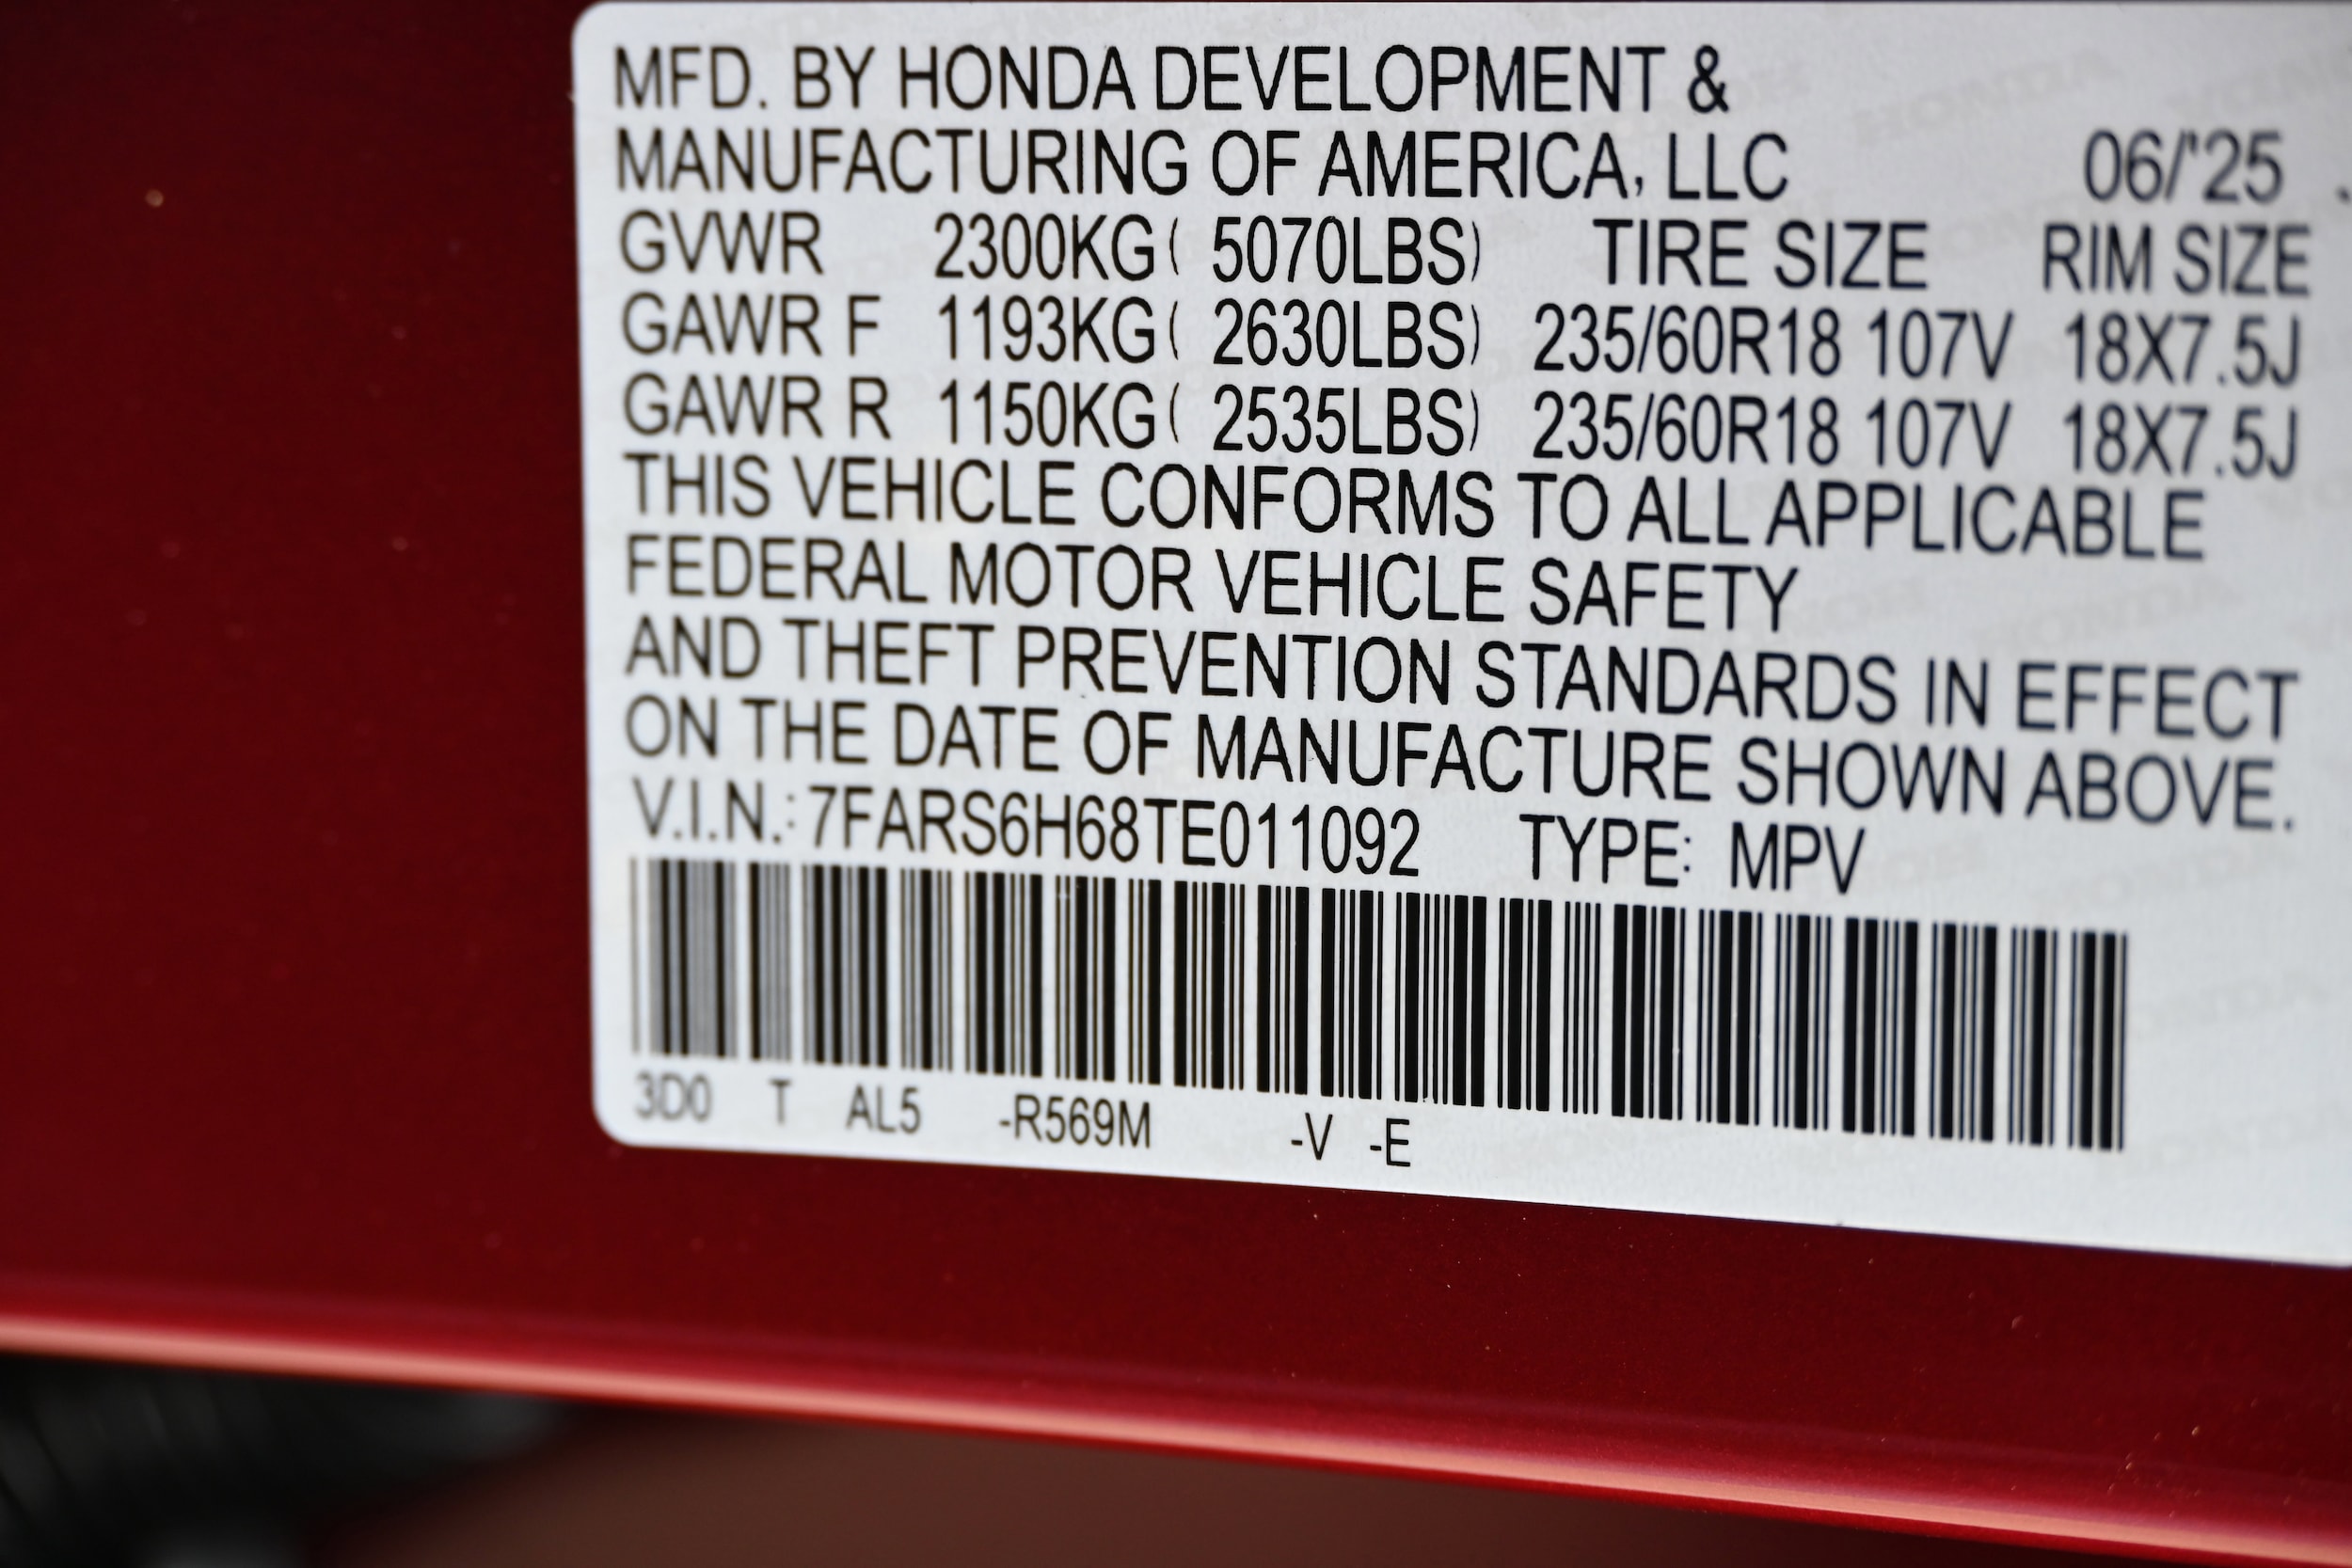 MFD. BY HONDA DEVELOPMENT &
MANUFACTURING OF AMERICA, LLC 06/'25
GVWR 2300KG( 5070LBS) TIRE SIZE RIM SIZE
GAWR F 1193KG( 2630LBS) 235/60R18 107V 18X7.5J
GAWR R 1150KG( 2535LBS) 235/60R18 107V 18X7.5J
THIS VEHICLE CONFORMS TO ALL APPLICABLE
FEDERAL MOTOR VEHICLE SAFETY
AND THEFT PREVENTION STANDARDS IN EFFECT
ON THE DATE OF MANUFACTURE SHOWN ABOVE.
V.I.N.: 7FARS6H68TE011092 TYPE: MPV
3D0 T AL5 -R569M -V -E